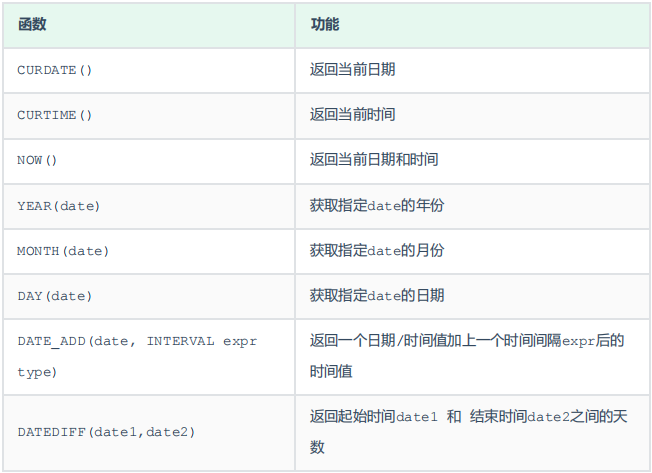 函数 功能
CURDATE() 返回当前日期
CURTIME() 返回当前时间
NOW() 返回当前日期和时间
YEAR(date) 获取指定date的年份
MONTH(date) 获取指定date的月份
DAY(date) 获取指定date的日期
DATE_ADD(date, INTERVAL expr
type)
返回一个日期/时间值加上一个时间间隔expr后的
时间值
DATEDIFF(date1,date2)
返回起始时间date1 和 结束时间date2之间的天
数